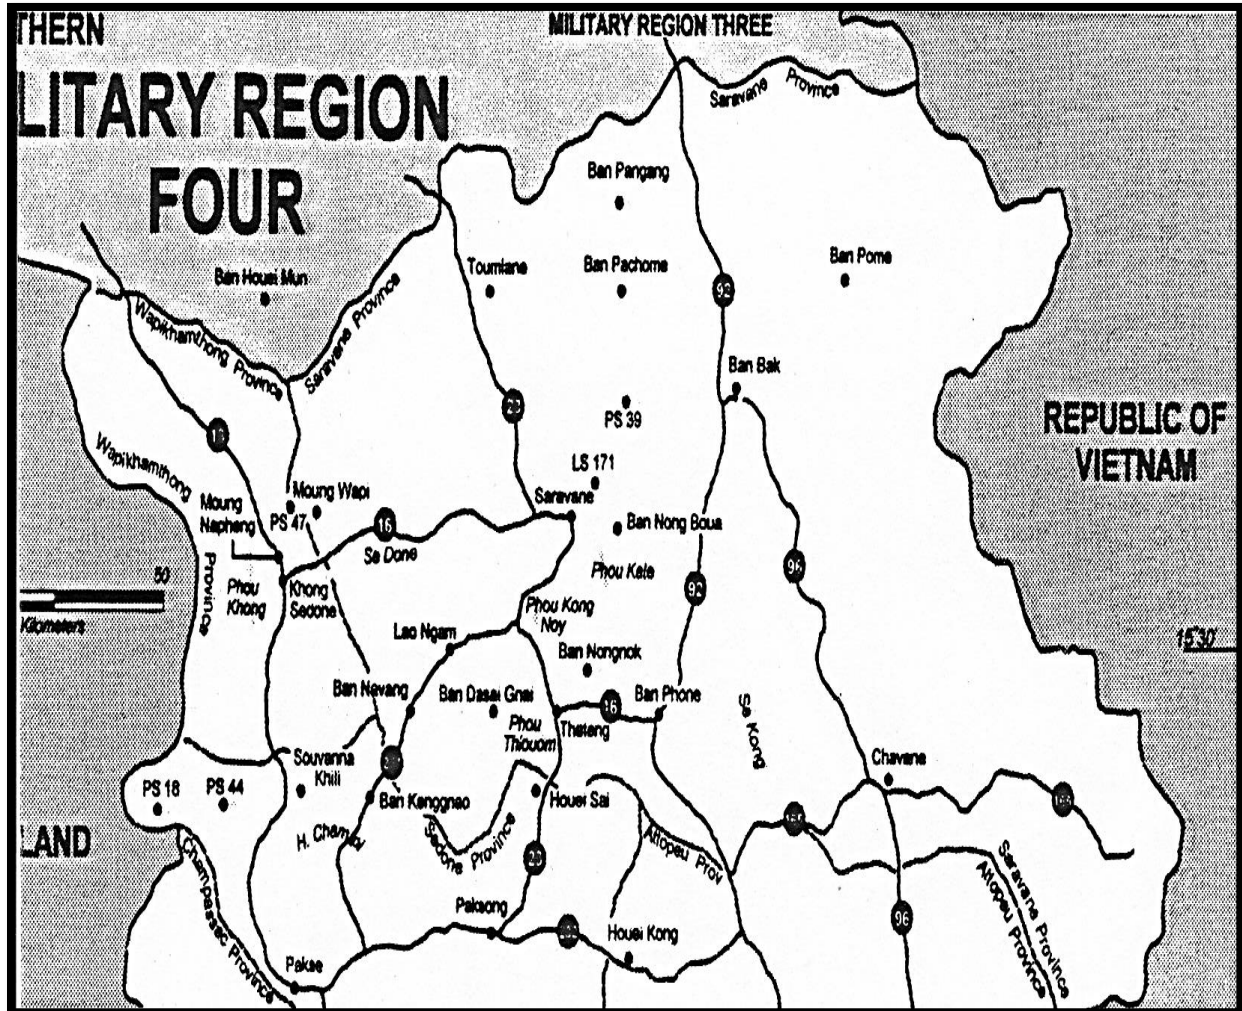 THERN
MILITARY REGION THREE
LITARY REGION
FOUR
Saravane Province
Ban Pangang
Ban Houei Mun
Toumlane
Ban Pachome
Ban Pome
92
Wapikhamthong Province
Saravane Province
Ban Bak
REPUBLIC OF
VIETNAM
PS 39
Wapikhamthong
Province
LS 171
Moung
Napheng
Moung Wapi
PS 47
16
Saravane
Ban Nong Boua
Se Done
Phou Kate
96
92
50
Kilometers
Phou
Khong
Khong
Sedone
Phou Kong
Noy
15°30'
Lao Ngam
Ban Nongnok
Ban Navang
Ban Dasai Gnai
16
Ban Phone
Phou
Thiouom
Thateng
Se Kong
Souvanna
Khili
Chavane
PS 18
PS 44
Ban Kanggnao
Houei Sai
LAND
Sedone Province
Attopeu Prov
Saravane Province
Attopeu Province
23
Champassac Province
Paksong
Houei Kong
96
Pakse